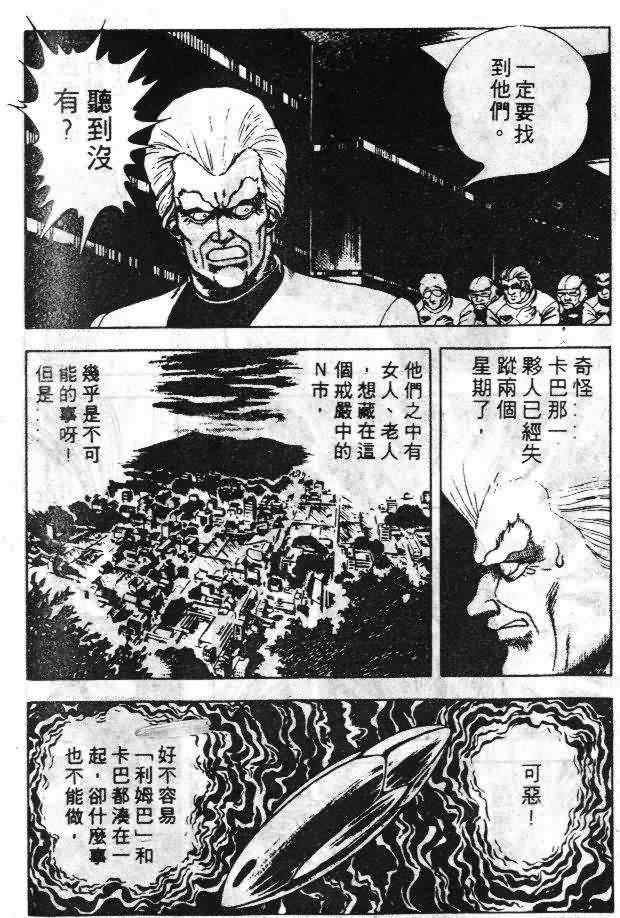 一定要找
到他們。
聽到沒
有?
奇怪……
卡巴那一
夥人已經失
蹤兩個
星期了,
他們之中有
女人、老人
,想藏在這
個戒嚴中的
N市,
幾乎是不可
能的事呀!
但是……
可惡!
好不容易
「利姆巴」和
卡巴都湊在一
起,卻什麼事
也不能做,